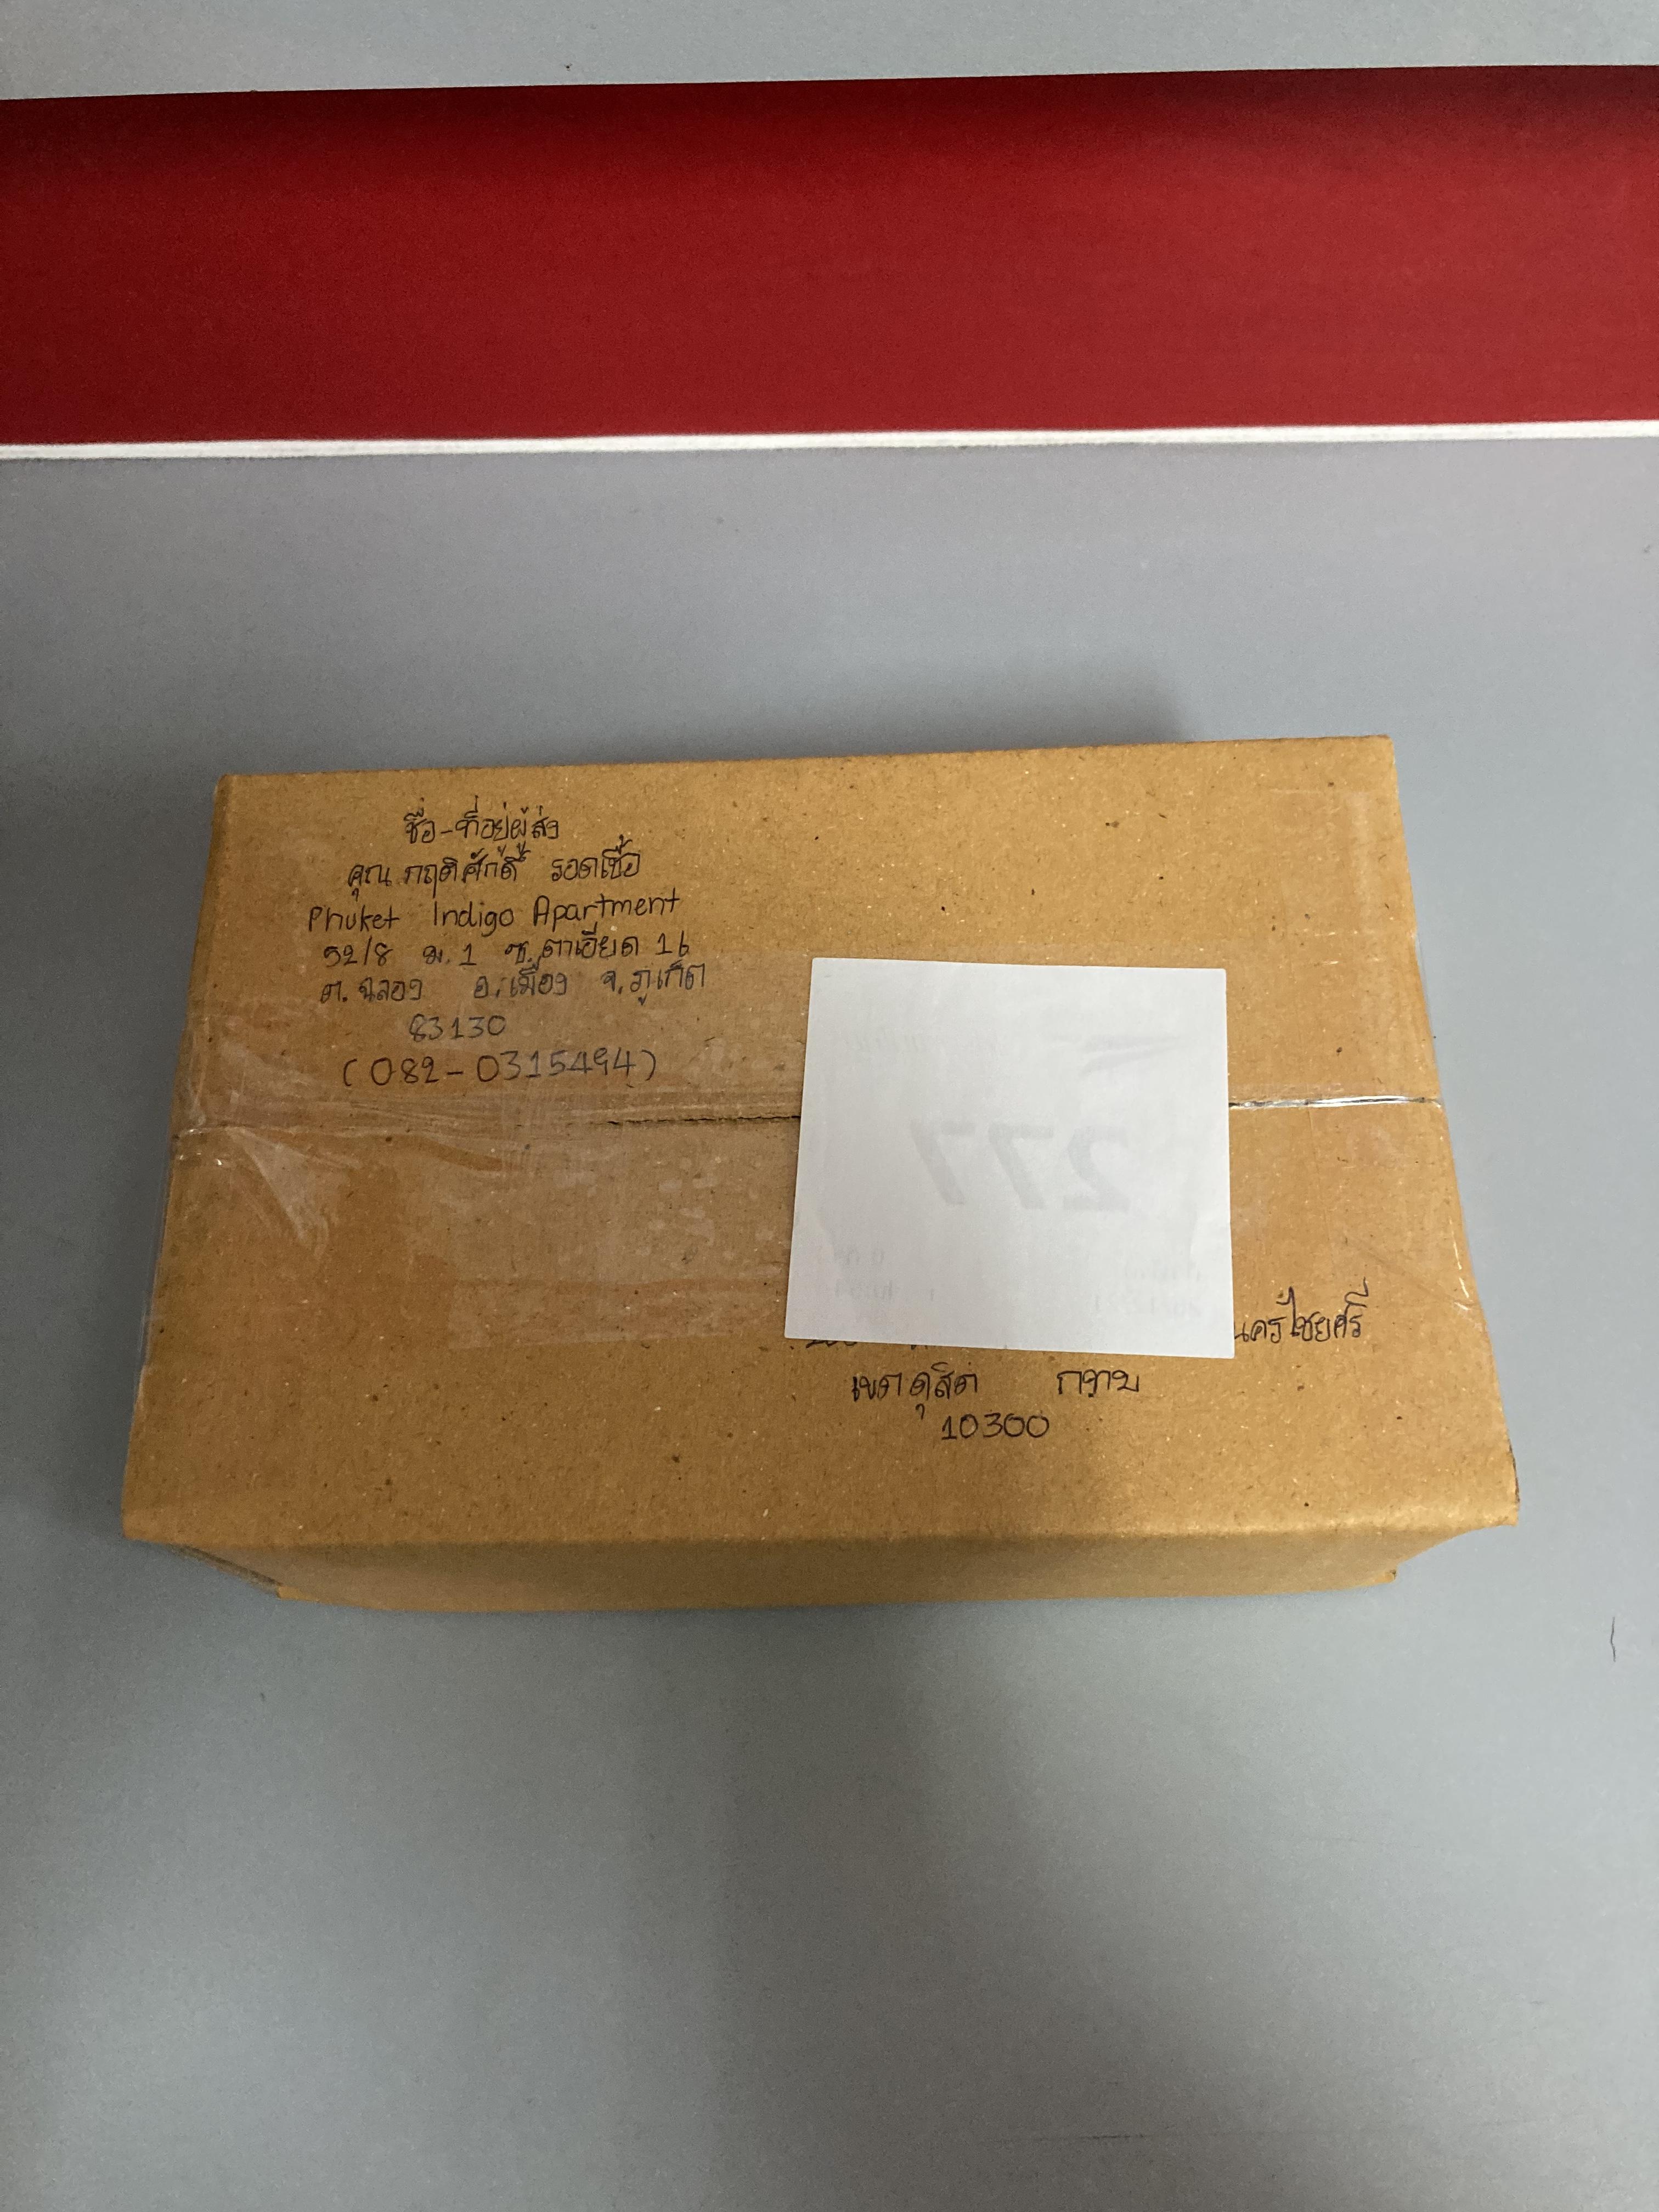 ชื่อ-ที่อยู่ผู้ส่ง
คุณ กฤติศักดิ์ รอดเชื้อ
Phuket Indigo Apartment
52/8 ม.1 ซ.ตาเอียด 16
ต.ฉลอง อ.เมือง จ.ภูเก็ต
83130
(082-0315494)
277
นครไชยศรี
เขตดุสิต กทม
10300